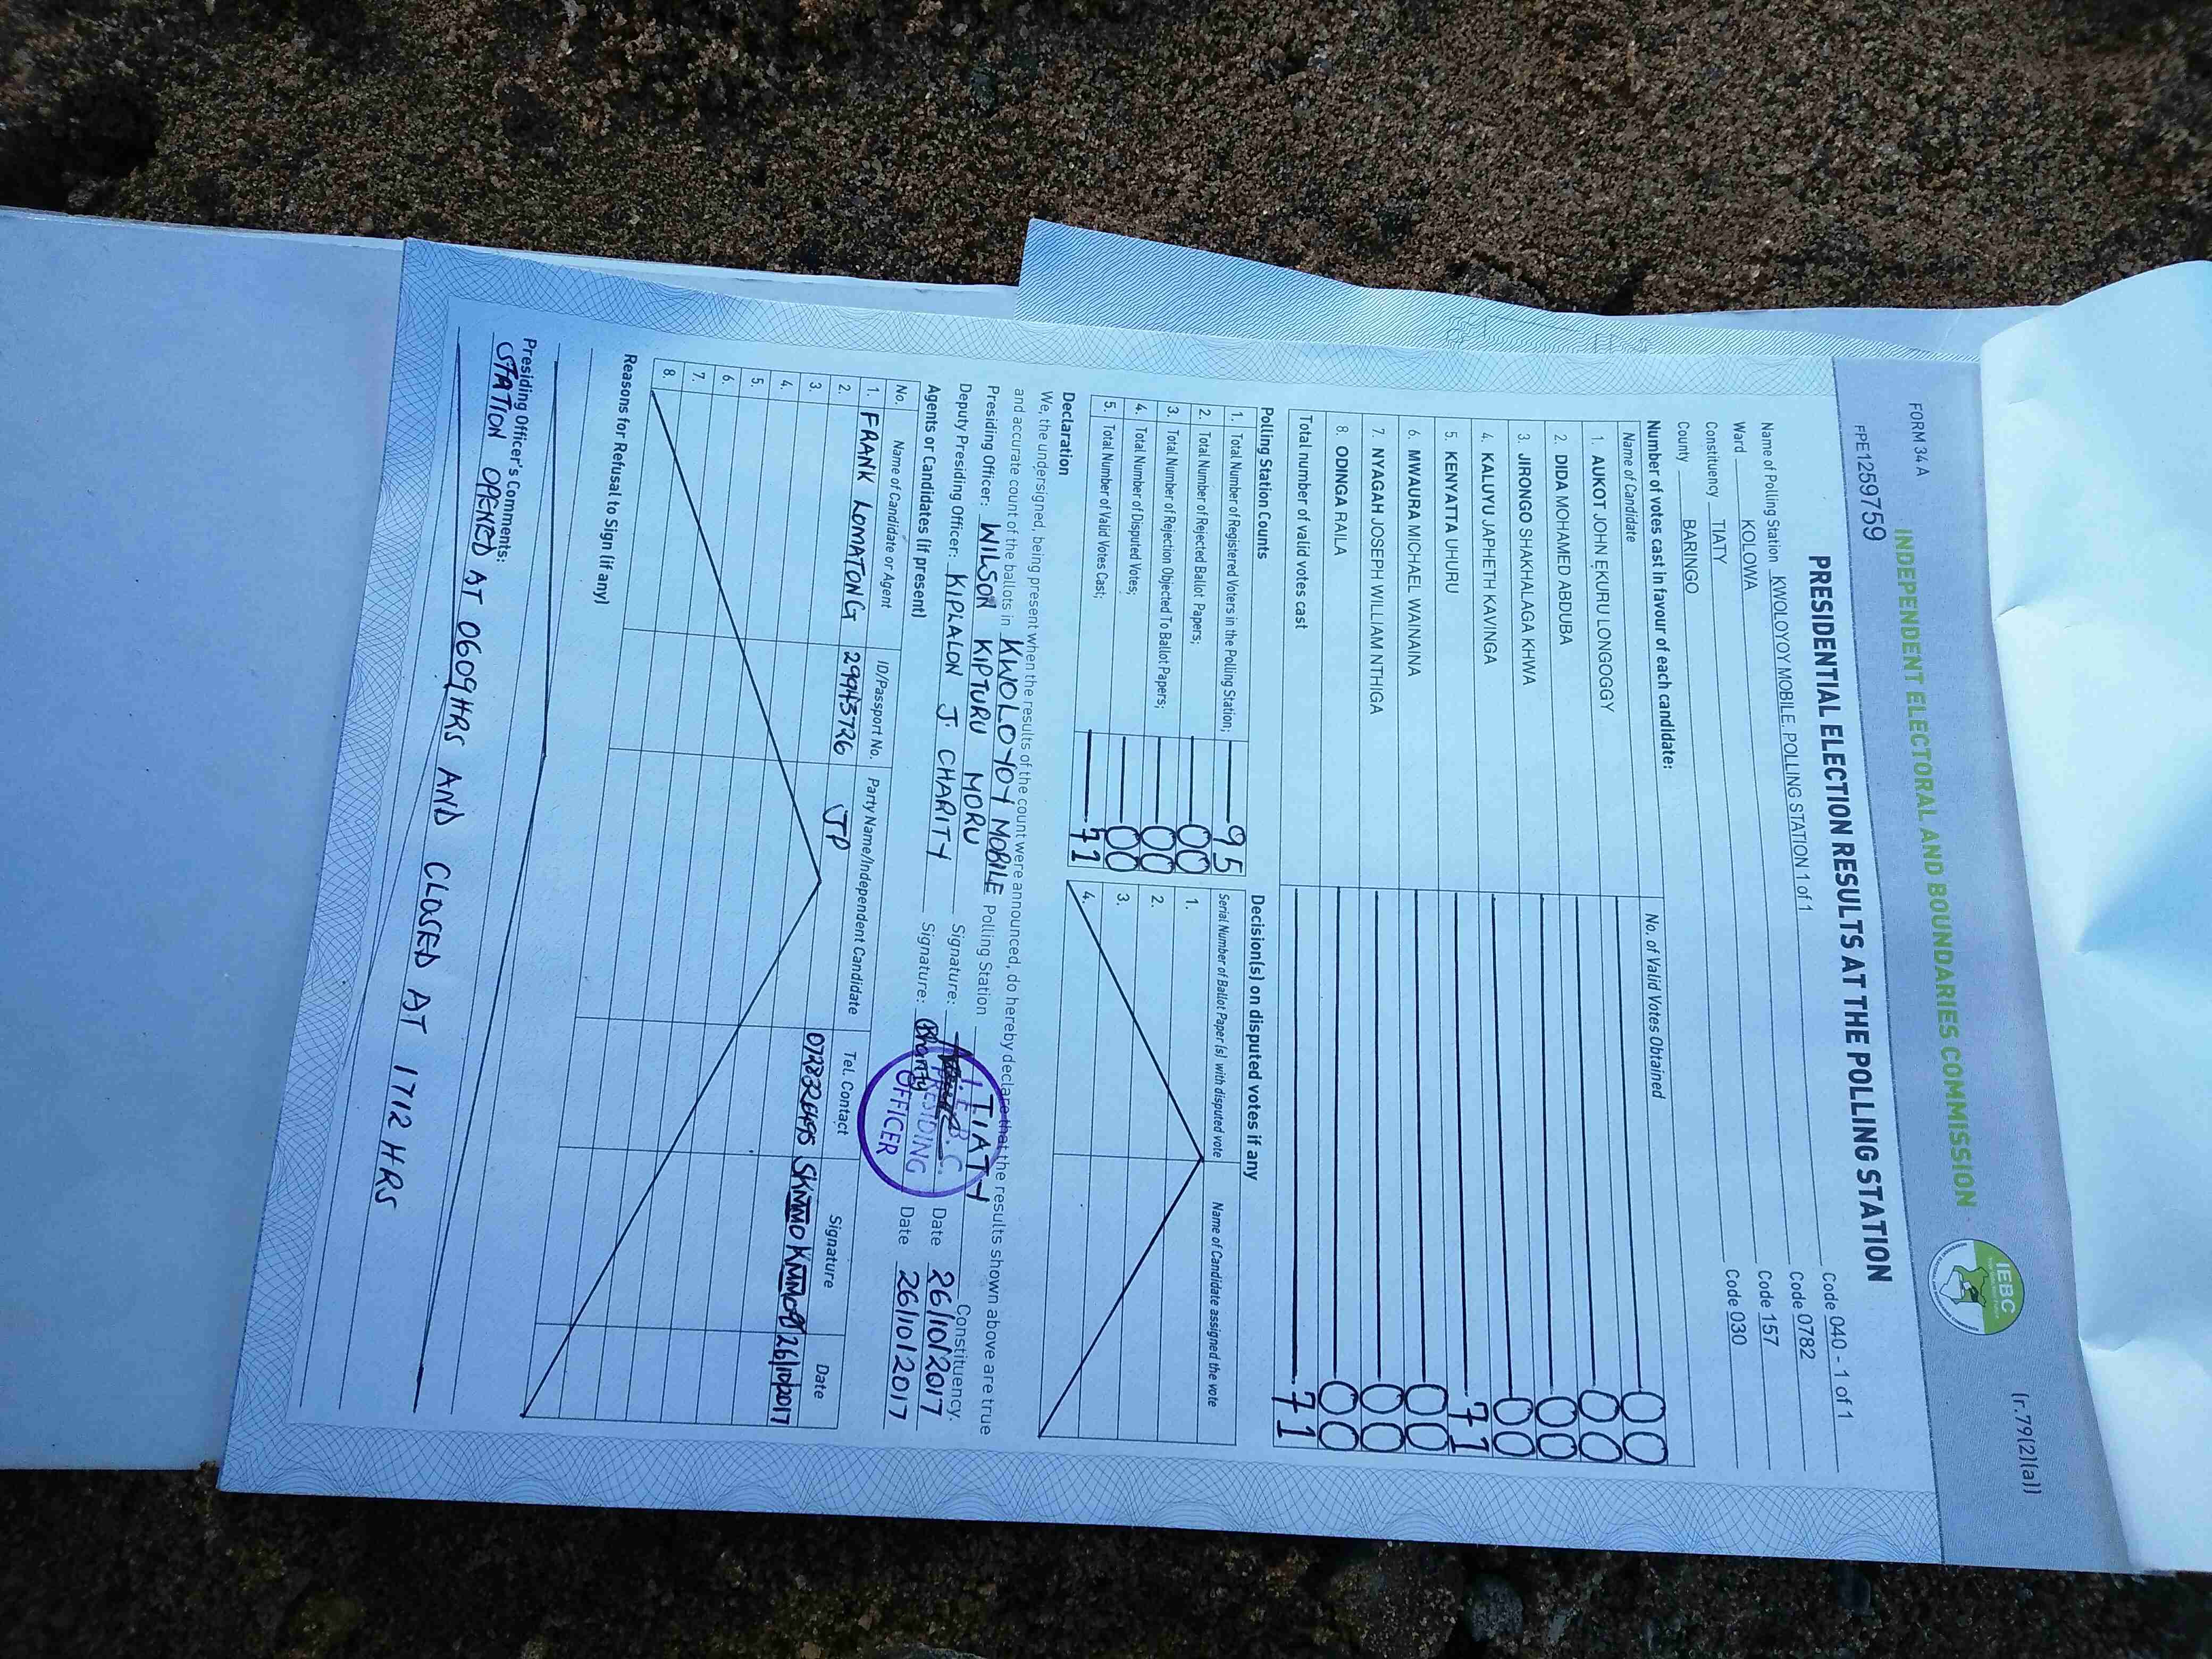 FORM 34 A
(r.79(2)(a))
INDEPENDENT ELECTORAL AND BOUNDARIES COMMISSION
IEBC
FPE1259759
PRESIDENTIAL ELECTION RESULTS AT THE POLLING STATION
Name of Polling Station KWOLOYOY MOBILE, POLLING STATION 1 of 1 Code 040 - 1 of 1
Ward KOLOWA Code 0782
Constituency TIATY Code 157
County BARINGO Code 030
Number of votes cast in favour of each candidate:
Name of Candidate No. of Valid Votes Obtained
1. AUKOT JOHN EKURU LONGOGGY 00
2. DIDA MOHAMED ABDUBA 00
3. JIRONGO SHAKHALAGA KHWA 00
4. KALUYU JAPHETH KAVINGA 00
5. KENYATTA UHURU 71
6. MWAURA MICHAEL WAINAINA 00
7. NYAGAH JOSEPH WILLIAM NTHIGA 00
8. ODINGA RAILA 00
Total number of valid votes cast 71
Polling Station Counts
1. Total Number of Registered Voters in the Polling Station; 95
2. Total Number of Rejected Ballot Papers; 00
3. Total Number of Rejection Objected To Ballot Papers; 00
4. Total Number of Disputed Votes; 00
5. Total Number of Valid Votes Cast; 71
Decision(s) on disputed votes if any
Serial Number of Ballot Paper (s) with disputed vote Name of Candidate assigned the vote
1.
2.
3.
4.
Declaration
We, the undersigned, being present when the results of the count were announced, do hereby declare that the results shown above are true
and accurate count of the ballots in KWOLOYOY MOBILE Polling Station TIATY Constituency.
Presiding Officer: WILSON KIPTURU MORU Signature: Date 26/10/2017
Deputy Presiding Officer: KIPLALON J. CHARITY Signature: Charity Date 26/10/2017
I.E.B.C.
PRESIDING
OFFICER
Agents or Candidates (if present)
No. Name of Candidate or Agent ID/Passport No. Party Name/Independent Candidate Tel. Contact Signature Date
1. FRANK LOMATONG 29943726 JP 26/10/2017
2.
3.
4.
5.
6.
7.
8.
Reasons for Refusal to Sign (if any)
Presiding Officer's Comments:
STATION OPENED AT 0609HRS AND CLOSED AT 1712 HRS